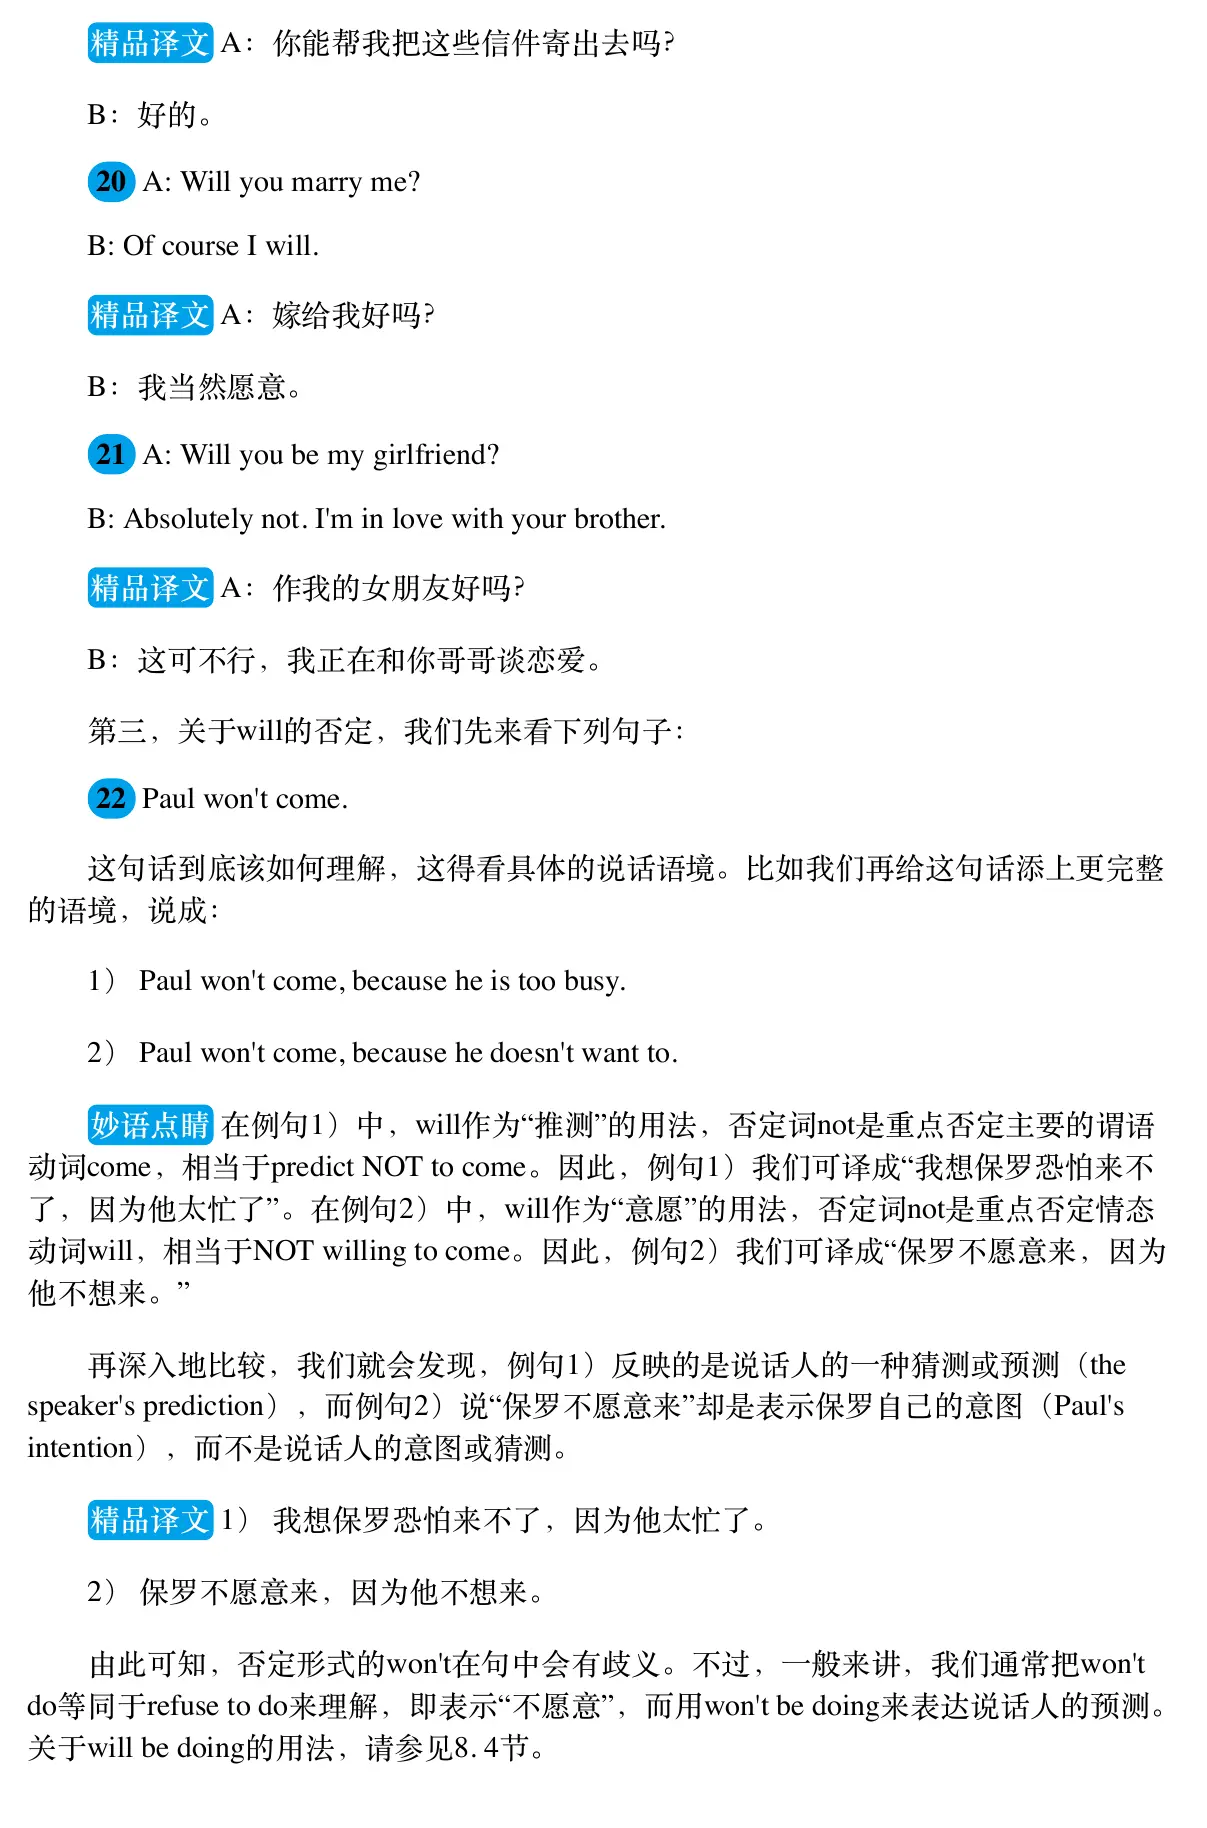 精品译文 A：你能帮我把这些信件寄出去吗？
B：好的。
20 A: Will you marry me?
B: Of course I will.
精品译文 A：嫁给我好吗？
B：我当然愿意。
21 A: Will you be my girlfriend?
B: Absolutely not. I'm in love with your brother.
精品译文 A：作我的女朋友好吗？
B：这可不行，我正在和你哥哥谈恋爱。
第三，关于will的否定，我们先来看下列句子：
22 Paul won't come.
这句话到底该如何理解，这得看具体的说话语境。比如我们再给这句话添上更完整
的语境，说成：
1） Paul won't come, because he is too busy.
2） Paul won't come, because he doesn't want to.
妙语点睛 在例句1）中，will作为“推测”的用法，否定词not是重点否定主要的谓语
动词come，相当于predict NOT to come。因此，例句1）我们可译成“我想保罗恐怕来不
了，因为他太忙了”。在例句2）中，will作为“意愿”的用法，否定词not是重点否定情态
动词will，相当于NOT willing to come。因此，例句2）我们可译成“保罗不愿意来，因为
他不想来。”
再深入地比较，我们就会发现，例句1）反映的是说话人的一种猜测或预测（the
speaker's prediction），而例句2）说“保罗不愿意来”却是表示保罗自己的意图（Paul's
intention），而不是说话人的意图或猜测。
精品译文 1） 我想保罗恐怕来不了，因为他太忙了。
2） 保罗不愿意来，因为他不想来。
由此可知，否定形式的won't在句中会有歧义。不过，一般来讲，我们通常把won't
do等同于refuse to do来理解，即表示“不愿意”，而用won't be doing来表达说话人的预测。
关于will be doing的用法，请参见8. 4节。